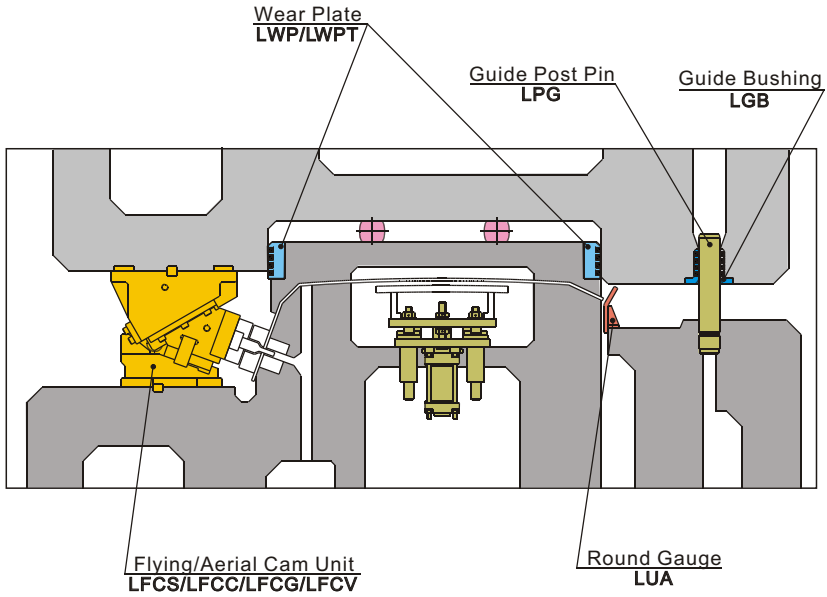 Wear Plate
LWP/LWPT
Guide Post Pin
LPG
Guide Bushing
LGB
Flying/Aerial Cam Unit
LFCS/LFCC/LFCG/LFCV
Round Gauge
LUA